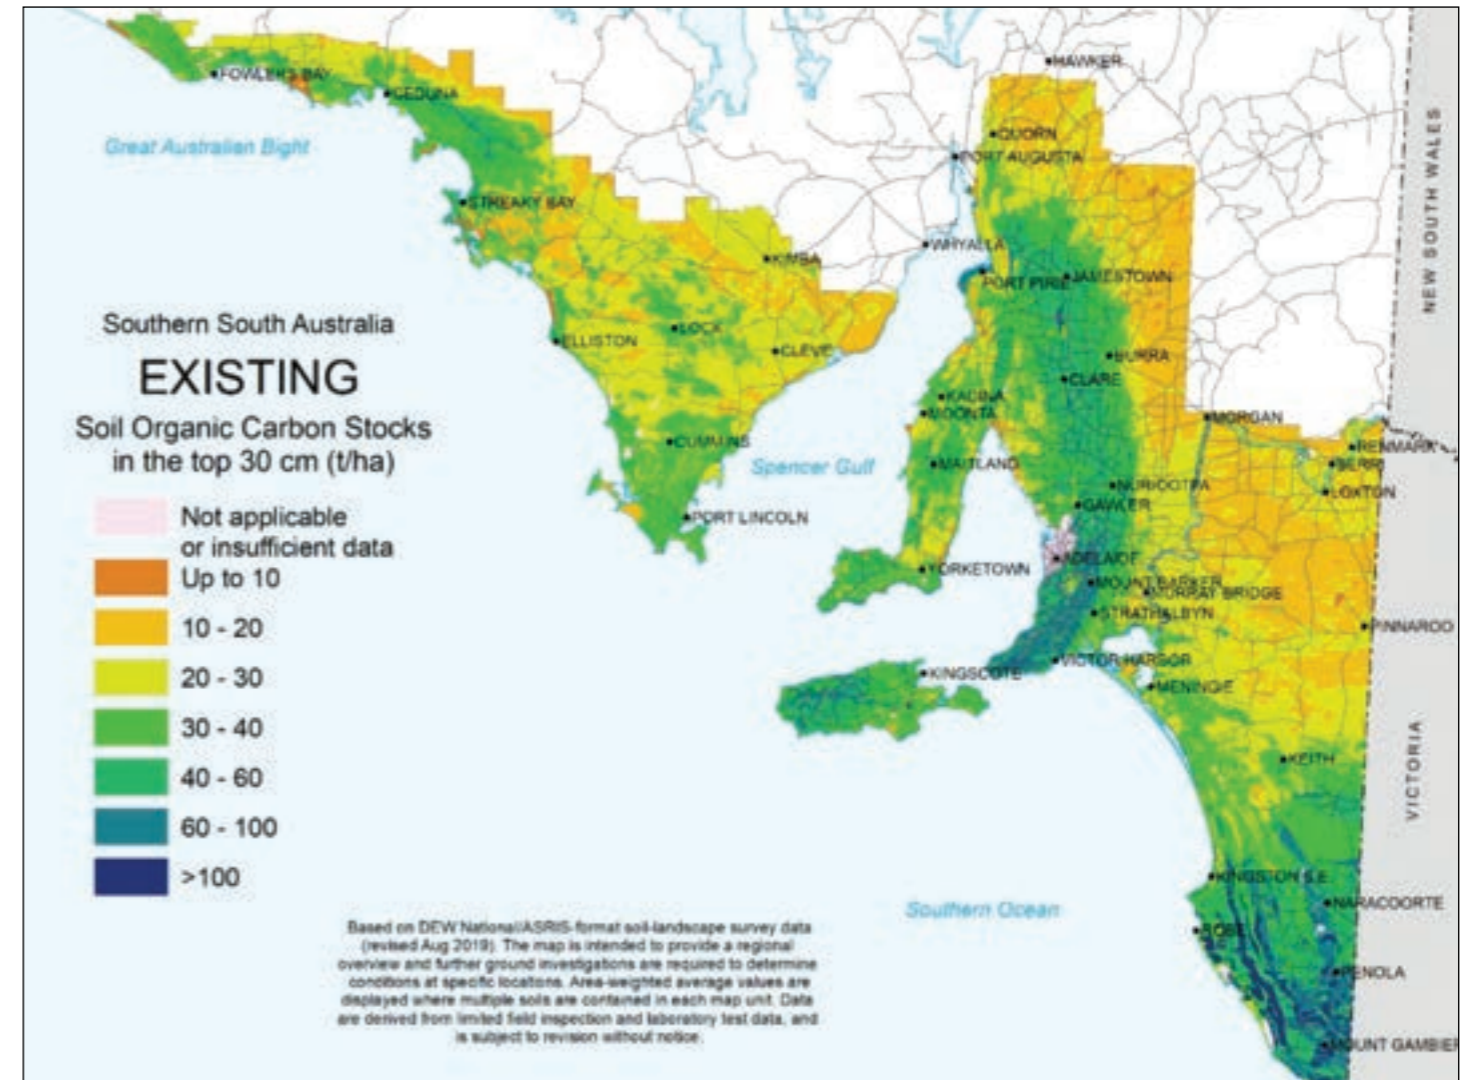 HAWKER
FOWLERS BAY
CEDUNA
Great Australian Bight
QUORN
PORT AUGUSTA
NEW SOUTH WALES
STREAKY BAY
WHYALLA
KIMBA
PORT PIRIE
JAMESTOWN
Southern South Australia
EXISTING
Soil Organic Carbon Stocks
in the top 30 cm (t/ha)
LOCK
ELLISTON
CLEVE
BURRA
CLARE
KADINA
MOONTA
MORGAN
CUMMINS
RENMARK
BERRI
Spencer Gulf
MAITLAND
LOXTON
NURIOOTPA
GAWLER
PORT LINCOLN
Not applicable
or insufficient data
Up to 10
10 - 20
20 - 30
30 - 40
40 - 60
60 - 100
>100
ADELAIDE
YORKETOWN
MOUNT BARKER
MURRAY BRIDGE
STRATHALBYN
PINNAROO
VICTOR HARSOR
KINGSCOTE
MENINGIE
VICTORIA
KEITH
KINGSTON S.E.
NARACOORTE
Southern Ocean
ROBE
PENOLA
MOUNT GAMBIER
Based on DEW National/ASRIS-format soil-landscape survey data
(revised Aug 2019). The map is intended to provide a regional
overview and further ground investigations are required to determine
conditions at specific locations. Area-weighted average values are
displayed where multiple soils are contained in each map unit. Data
are derived from limited field inspection and laboratory test data, and
is subject to revision without notice.